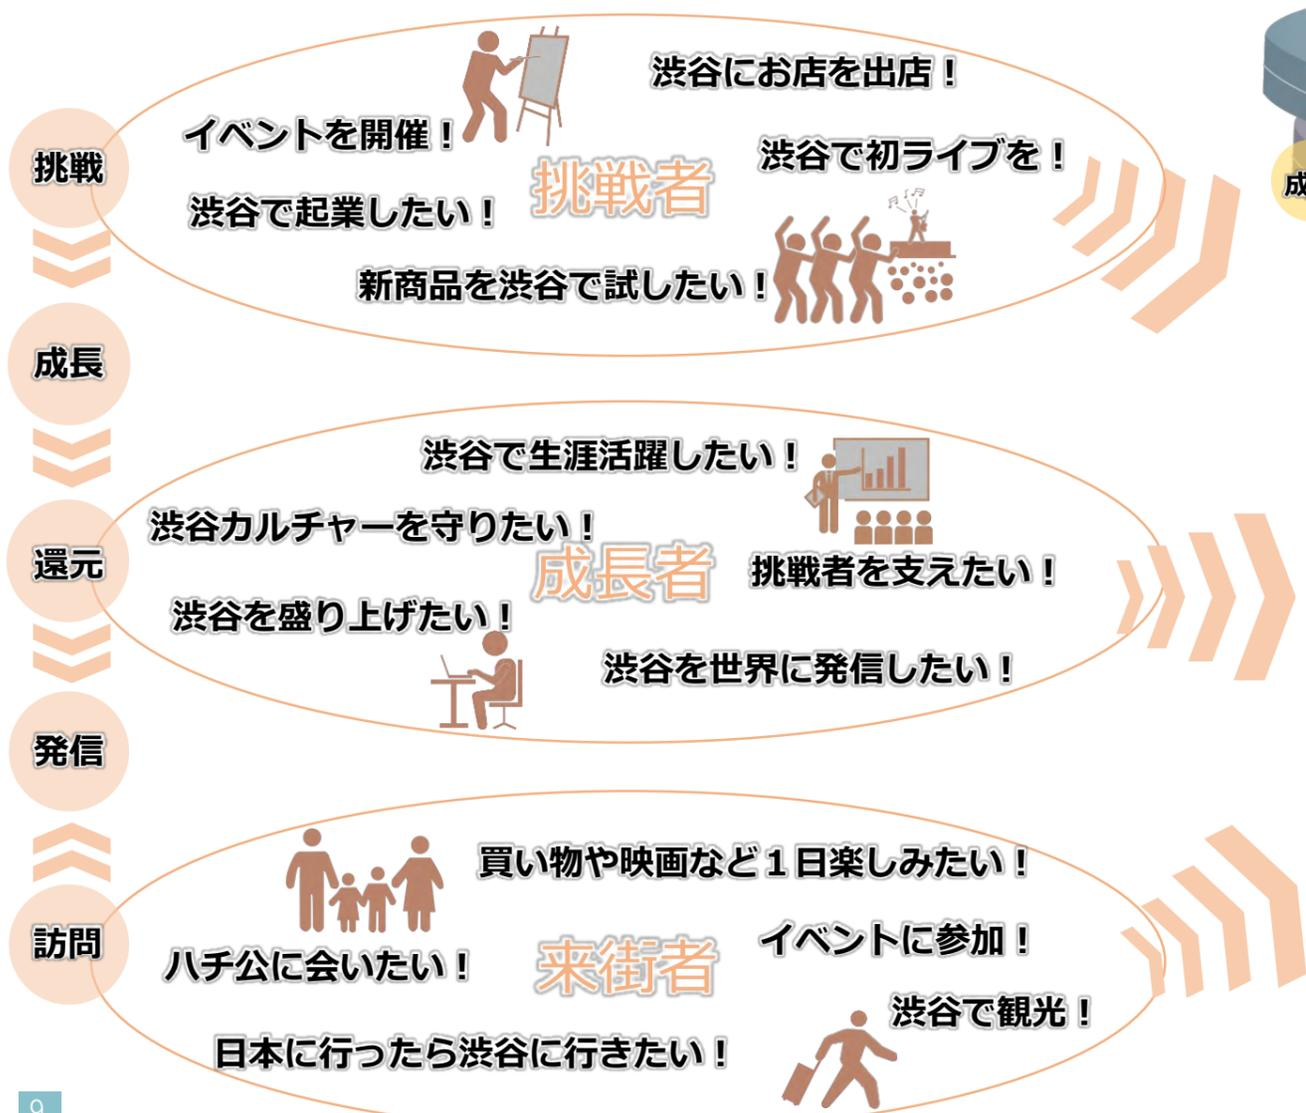 挑戦
成長
還元
発信
訪問
渋谷にお店を出店！
イベントを開催！
渋谷で初ライブを！
挑戦者
渋谷で起業したい！
新商品を渋谷で試したい！
渋谷で生涯活躍したい！
渋谷カルチャーを守りたい！
成長者
挑戦者を支えたい！
渋谷を盛り上げたい！
渋谷を世界に発信したい！
買い物や映画など１日楽しみたい！
イベントに参加！
来街者
ハチ公に会いたい！
渋谷で観光！
日本に行ったら渋谷に行きたい！
成
9